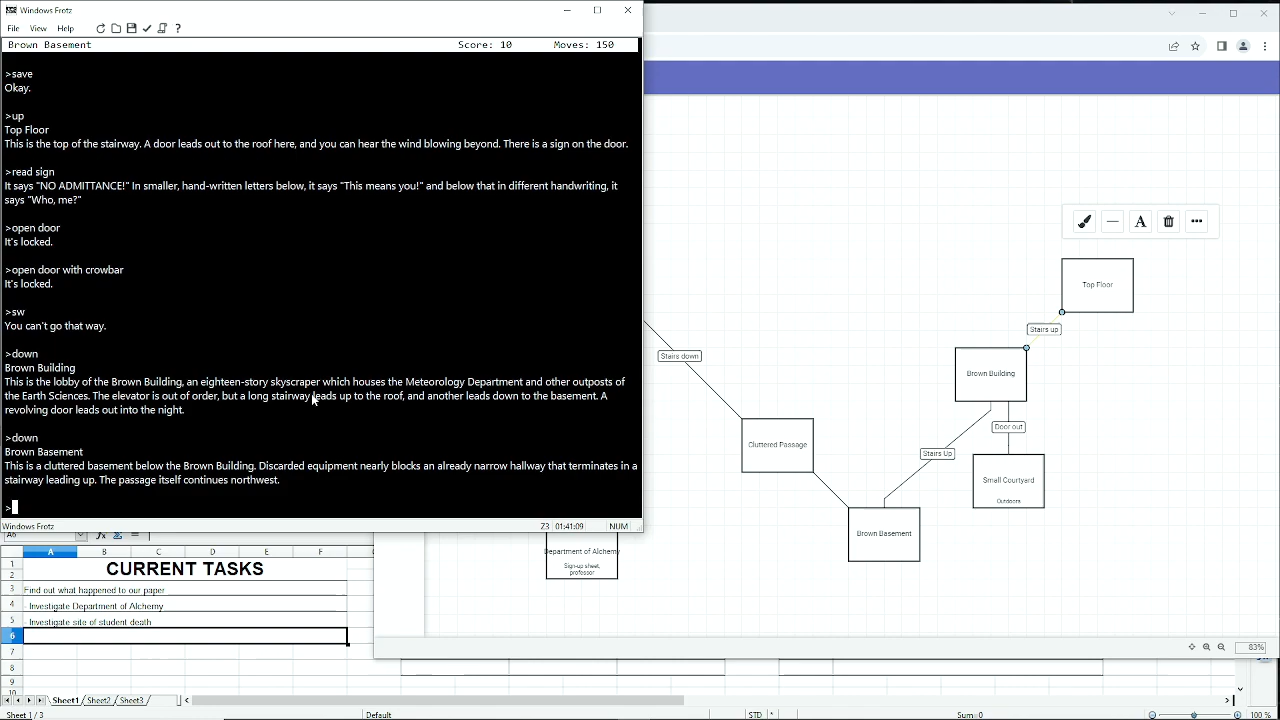 Windows Frotz
File View Help ?
Brown Basement Score: 10 Moves: 150
>save
Okay.
>up
Top Floor
This is the top of the stairway. A door leads out to the roof here, and you can hear the wind blowing beyond. There is a sign on the door.
>read sign
It says "NO ADMITTANCE!" In smaller, hand-written letters below, it says "This means you!" and below that in different handwriting, it
says "Who, me?"
>open door
It's locked.
>open door with crowbar
It's locked.
>sw
You can't go that way.
>down
Brown Building
This is the lobby of the Brown Building, an eighteen-story skyscraper which houses the Meteorology Department and other outposts of
the Earth Sciences. The elevator is out of order, but a long stairway leads up to the roof, and another leads down to the basement. A
revolving door leads out into the night.
>down
Brown Basement
This is a cluttered basement below the Brown Building. Discarded equipment nearly blocks an already narrow hallway that terminates in a
stairway leading up. The passage itself continues northwest.
>
Windows Frotz Z3 01:41:09 NUM
A
Top Floor
Stairs up
Stairs down
Brown Building
Door out
Cluttered Passage
Stairs Up
Small Courtyard
Outdoors
Brown Basement
Department of Alchemy
Sign-up sheet,
professor
83%
A6
A B C D E F
1 CURRENT TASKS
2
3 Find out what happened to our paper
4 - Investigate Department of Alchemy
5 - Investigate site of student death
6
7
8
9
10
Sheet1 Sheet2 Sheet3
Sheet 1 / 3 Default STD * Sum=0 100 %